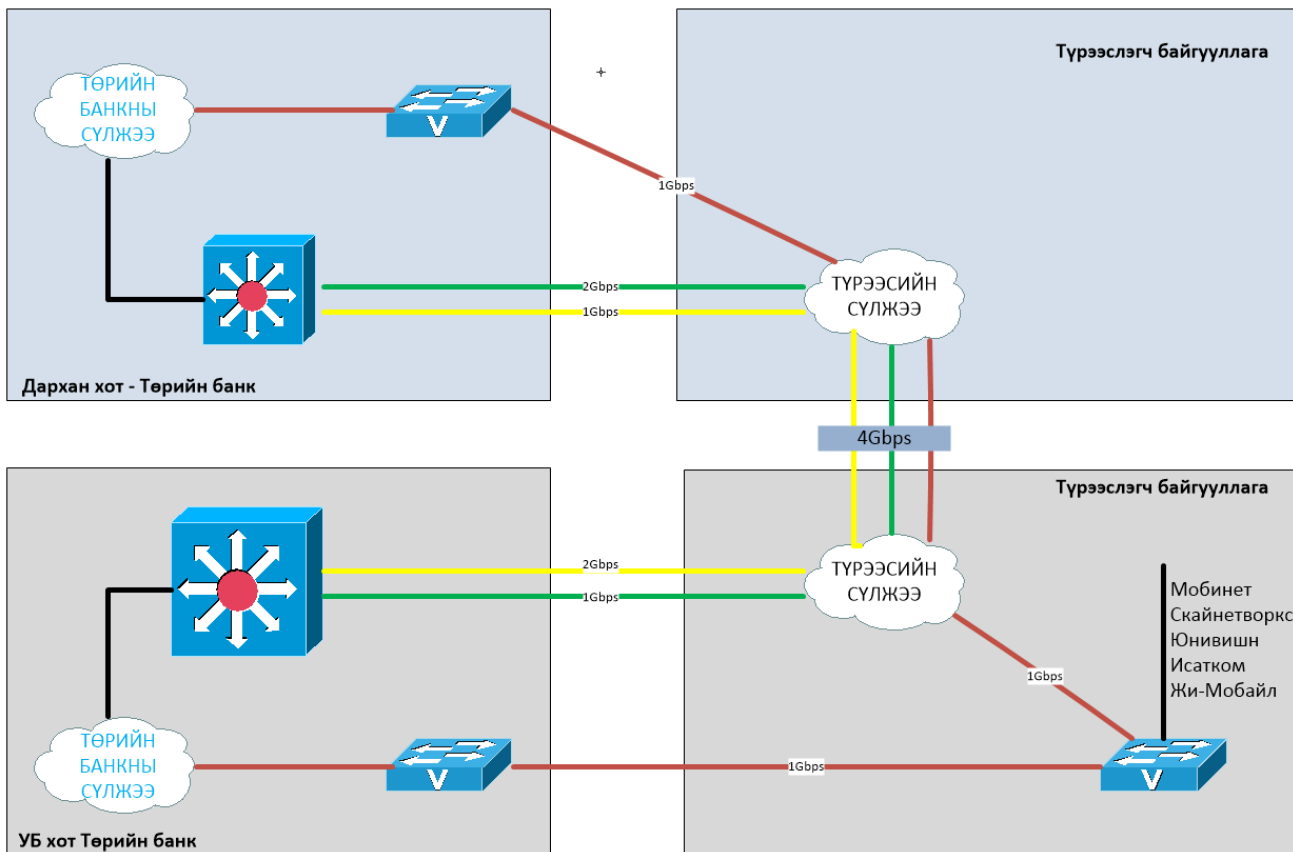 Түрээслэгч байгууллага
ТӨРИЙН
БАНКНЫ
СҮЛЖЭЭ
V
1Gbps
ТҮРЭЭСИЙН
СҮЛЖЭЭ
2Gbps
1Gbps
Дархан хот - Төрийн банк
4Gbps
Түрээслэгч байгууллага
2Gbps
1Gbps
ТҮРЭЭСИЙН
СҮЛЖЭЭ
Мобинет
Скайнетворкс
Юнивишн
Исатком
Жи-Мобайл
1Gbps
ТӨРИЙН
БАНКНЫ
СҮЛЖЭЭ
V
1Gbps
V
УБ хот Төрийн банк